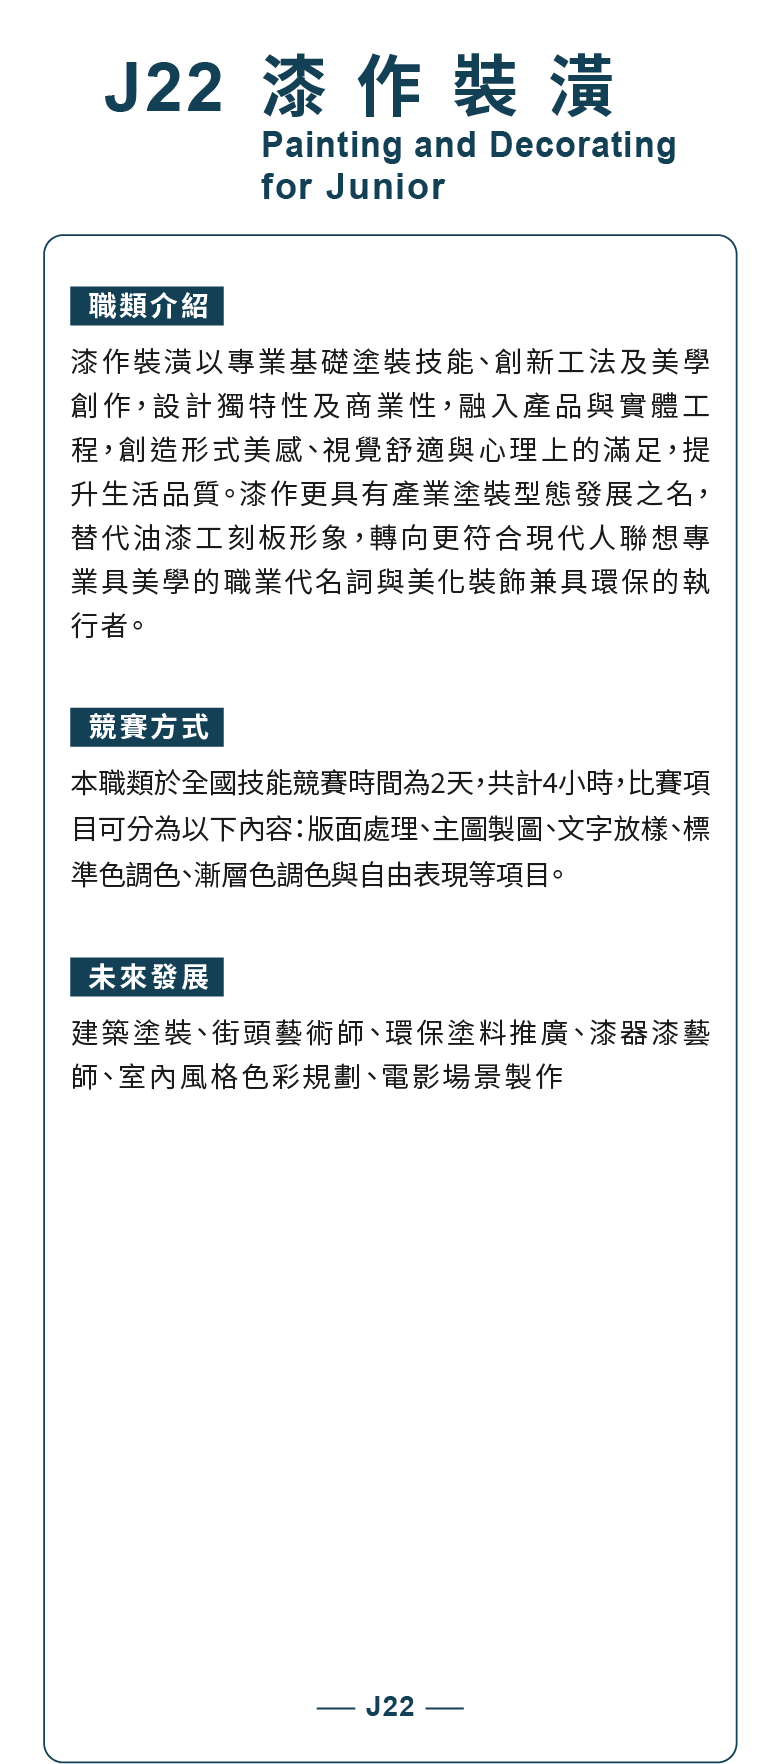 J22 漆作裝潢
Painting and Decorating
for Junior
職類介紹
漆作裝潢以專業基礎塗裝技能、創新工法及美學
創作，設計獨特性及商業性，融入產品與實體工
程，創造形式美感、視覺舒適與心理上的滿足，提
升生活品質。漆作更具有產業塗裝型態發展之名，
替代油漆工刻板形象，轉向更符合現代人聯想專
業具美學的職業代名詞與美化裝飾兼具環保的執
行者。
競賽方式
本職類於全國技能競賽時間為2天，共計4小時，比賽項
目可分為以下內容：版面處理、主圖製圖、文字放樣、標
準色調色、漸層色調色與自由表現等項目。
未來發展
建築塗裝、街頭藝術師、環保塗料推廣、漆器漆藝
師、室內風格色彩規劃、電影場景製作
J22